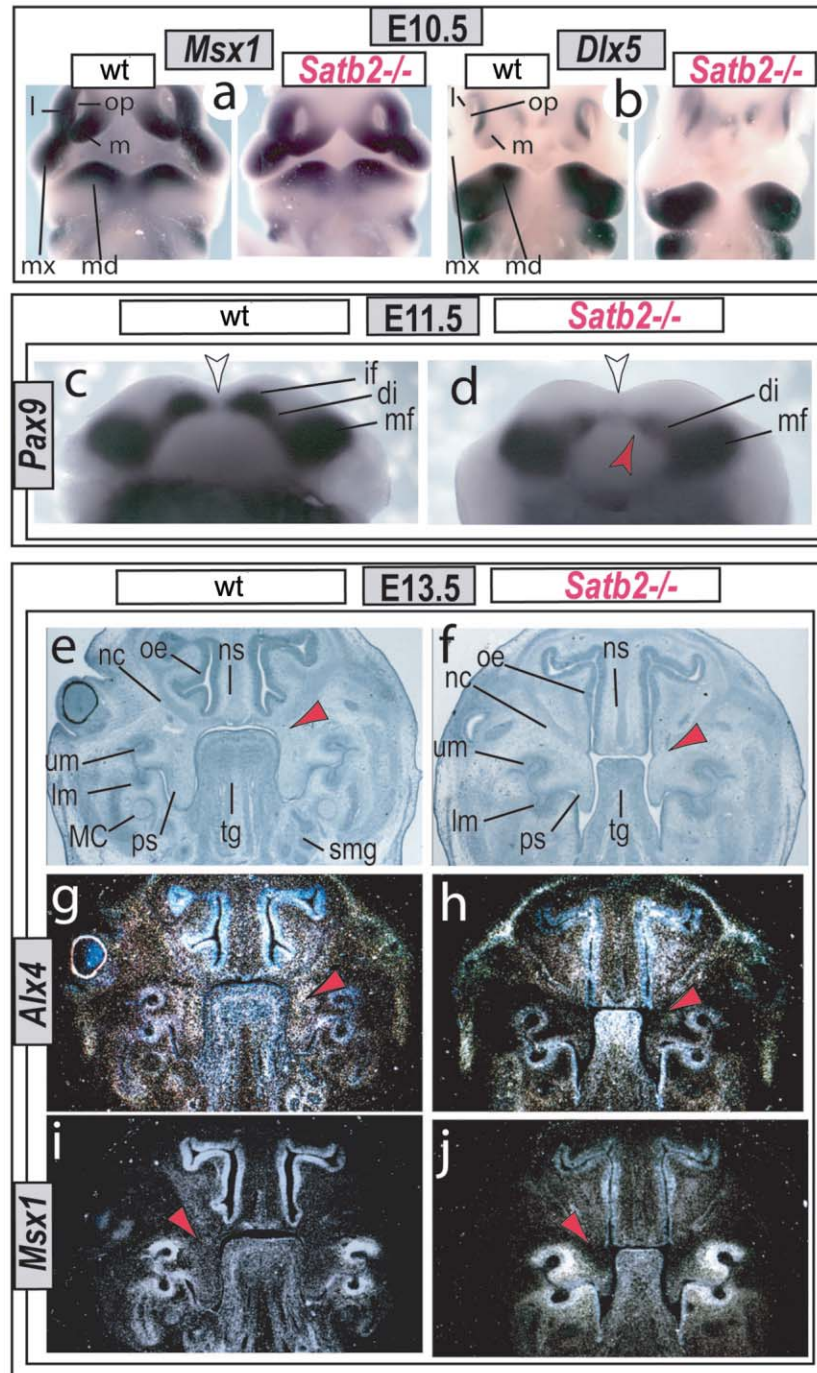 E10.5
Msx1 Dlx5
wt Satb2-/- wt Satb2-/-
a b
l op l op
m m
mx md mx md
wt E11.5 Satb2-/-
Pax9
c d
if
di di
mf mf
wt E13.5 Satb2-/-
e f
nc oe ns oe ns
nc
um um
lm lm
MC ps tg smg ps tg
Alx4
g h
Msx1
i j